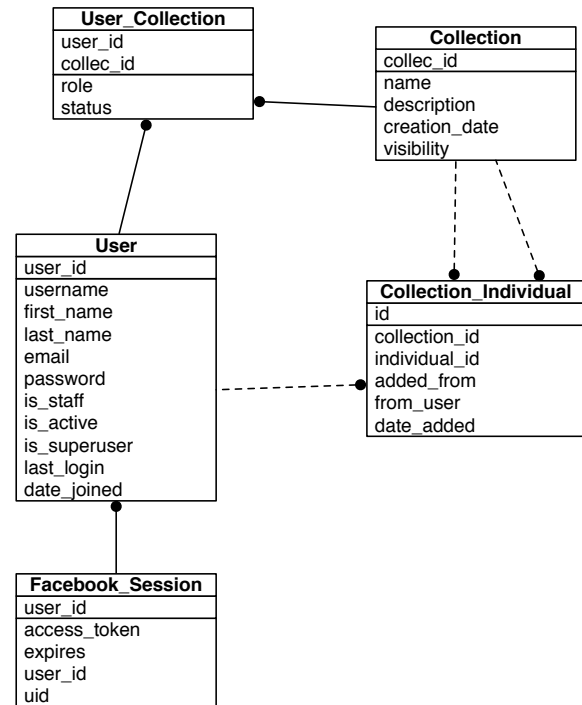 User_Collection
user_id
collec_id
role
status
Collection
collec_id
name
description
creation_date
visibility
User
user_id
username
first_name
last_name
email
password
is_staff
is_active
is_superuser
last_login
date_joined
Collection_Individual
id
collection_id
individual_id
added_from
from_user
date_added
Facebook_Session
user_id
access_token
expires
user_id
uid